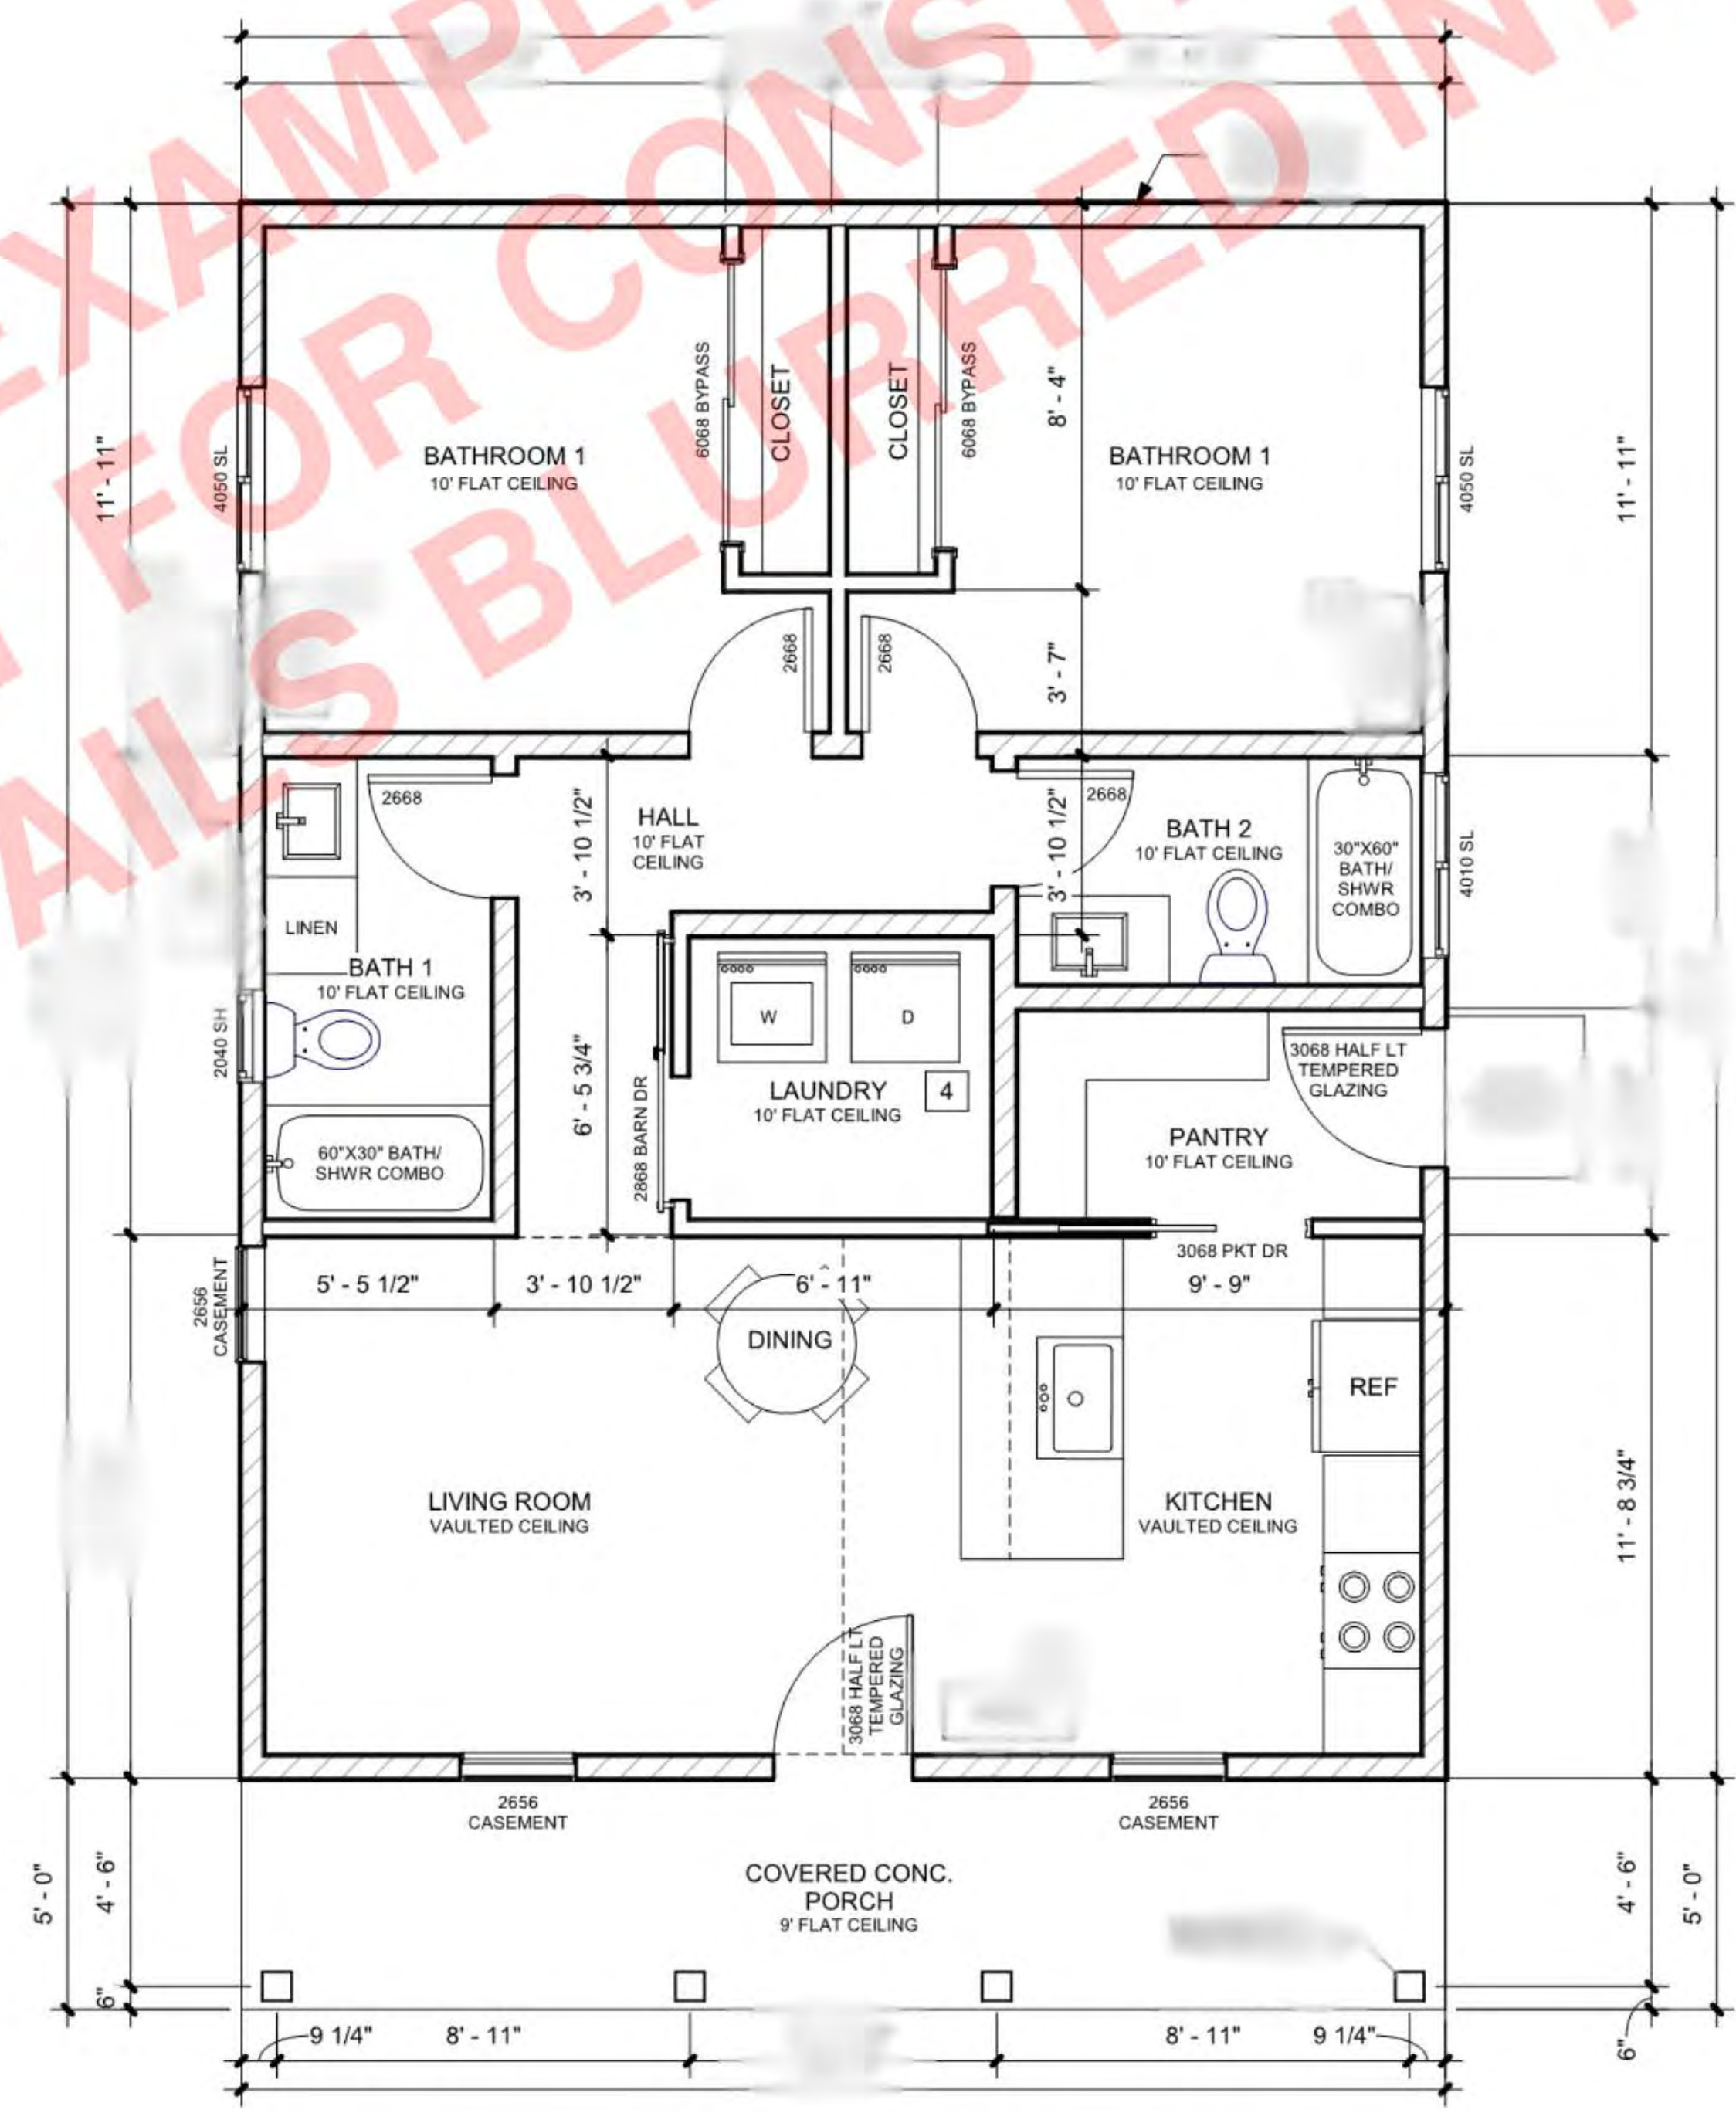 EXAMPL
FOR CONST
AILS BLURRED IN
6068 BYPASS
CLOSET
CLOSET
6068 BYPASS
8' - 4"
11' - 11"
4050 SL
BATHROOM 1
10' FLAT CEILING
BATHROOM 1
10' FLAT CEILING
4050 SL
11' - 11"
2668
2668
3' - 7"
2668
3' - 10 1/2"
HALL
10' FLAT
CEILING
3' - 10 1/2"
2668
BATH 2
10' FLAT CEILING
30"X60"
BATH/
SHWR
COMBO
4010 SL
LINEN
BATH 1
10' FLAT CEILING
2040 SH
W
D
6' - 5 3/4"
2868 BARN DR
LAUNDRY
10' FLAT CEILING
4
3068 HALF LT
TEMPERED
GLAZING
PANTRY
10' FLAT CEILING
60"X30" BATH/
SHWR COMBO
3068 PKT DR
2656
CASEMENT
5' - 5 1/2"
3' - 10 1/2"
6' - 11"
9' - 9"
DINING
REF
LIVING ROOM
VAULTED CEILING
KITCHEN
VAULTED CEILING
11' - 8 3/4"
3068 HALF LT
TEMPERED
GLAZING
2656
CASEMENT
2656
CASEMENT
COVERED CONC.
PORCH
9' FLAT CEILING
5' - 0"
4' - 6"
4' - 6"
5' - 0"
6"
6"
9 1/4"
8' - 11"
8' - 11"
9 1/4"